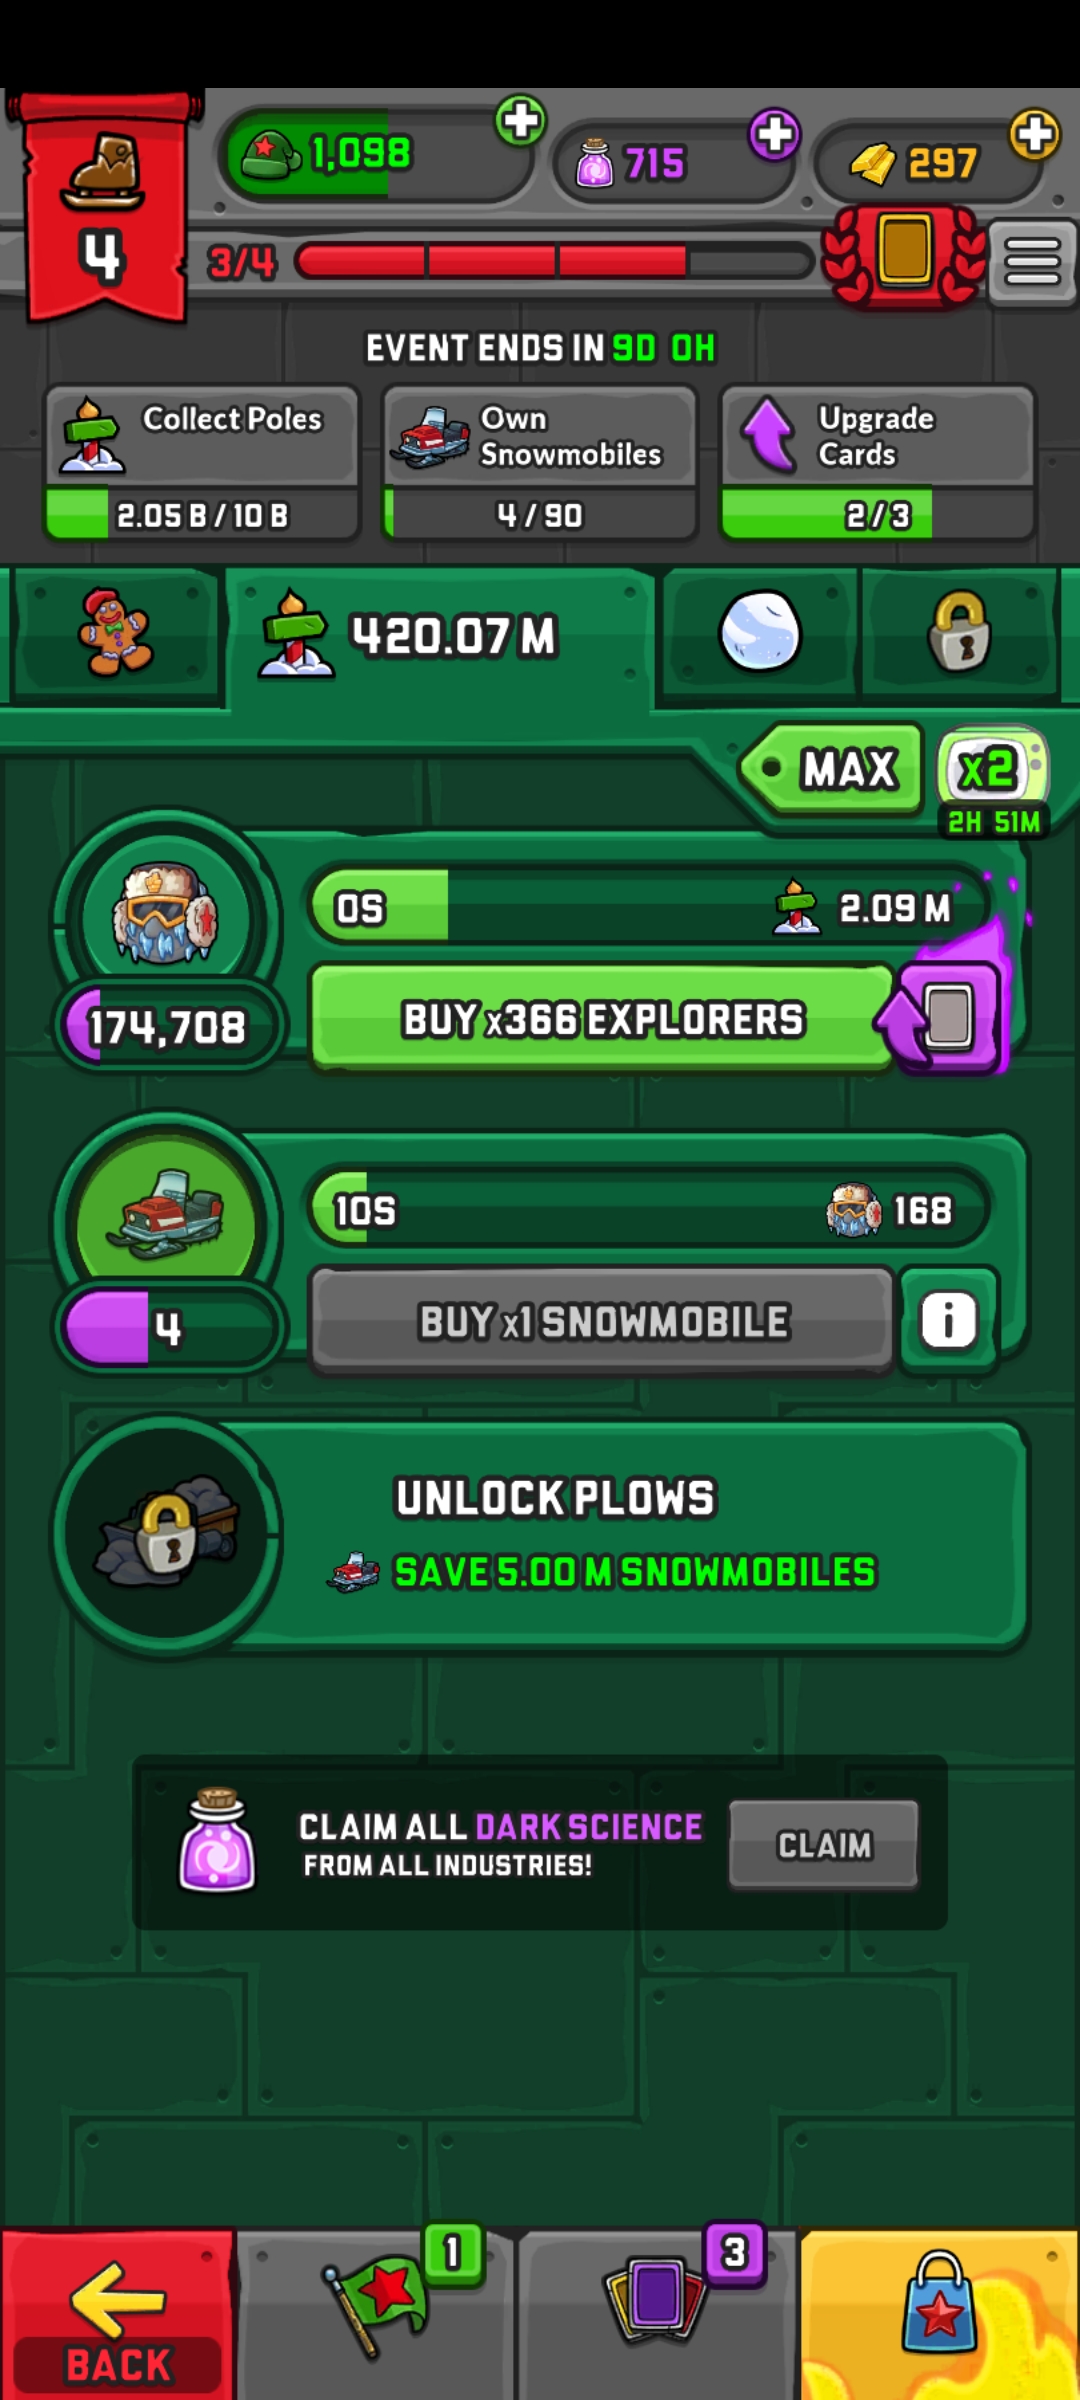 1,098
715
297
4
3/4
EVENT ENDS IN 9D 0H
Collect Poles
2.05 B / 10 B
Own
Snowmobiles
4 / 90
Upgrade
Cards
2 / 3
420.07 M
MAX
x2
2H 51M
0S
2.09 M
174,708
BUY x366 EXPLORERS
10S
168
4
BUY x1 SNOWMOBILE
i
UNLOCK PLOWS
SAVE 5.00 M SNOWMOBILES
CLAIM ALL DARK SCIENCE
FROM ALL INDUSTRIES!
CLAIM
1
3
BACK